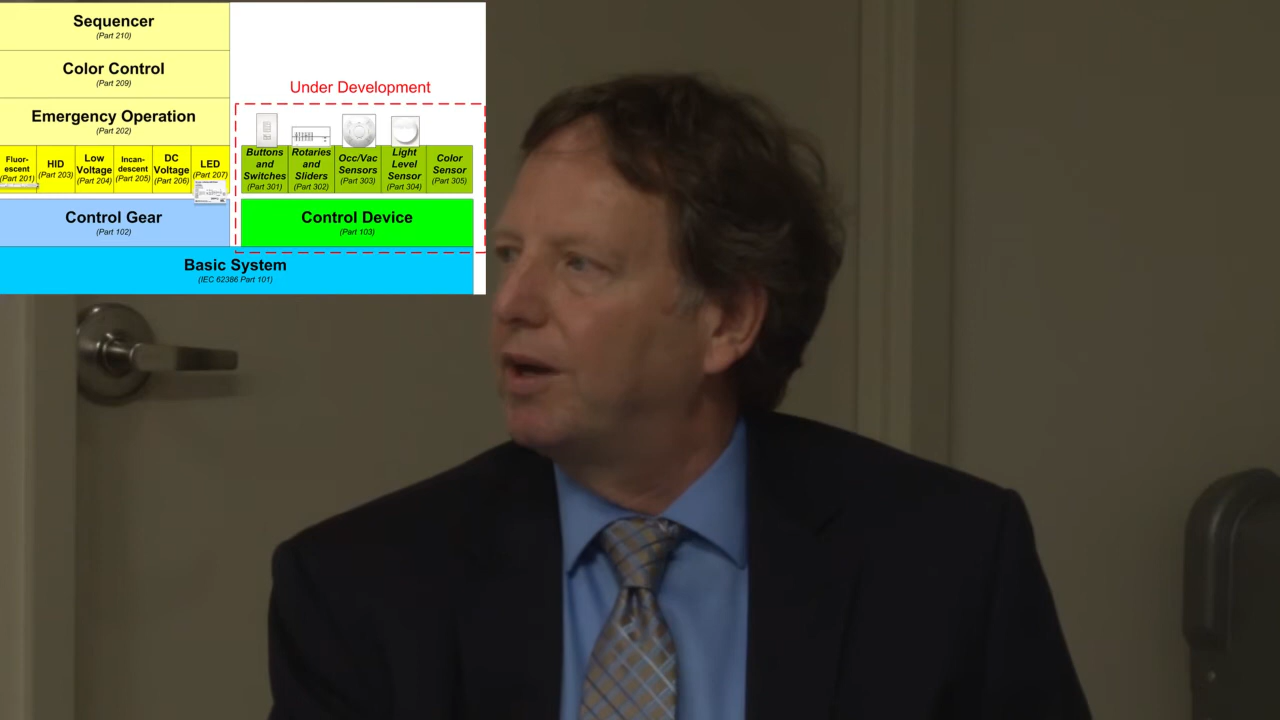 Sequencer
(Part 210)
Color Control
(Part 209)
Emergency Operation
(Part 202)
Fluor-
escent
(Part 201)
HID
(Part 203)
Low
Voltage
(Part 204)
Incan-
descent
(Part 205)
DC
Voltage
(Part 206)
LED
(Part 207)
Control Gear
(Part 102)
Under Development
Buttons
and
Switches
(Part 301)
Rotaries
and
Sliders
(Part 302)
Occ/Vac
Sensors
(Part 303)
Light
Level
Sensor
(Part 304)
Color
Sensor
(Part 305)
Control Device
(Part 103)
Basic System
(IEC 62386 Part 101)